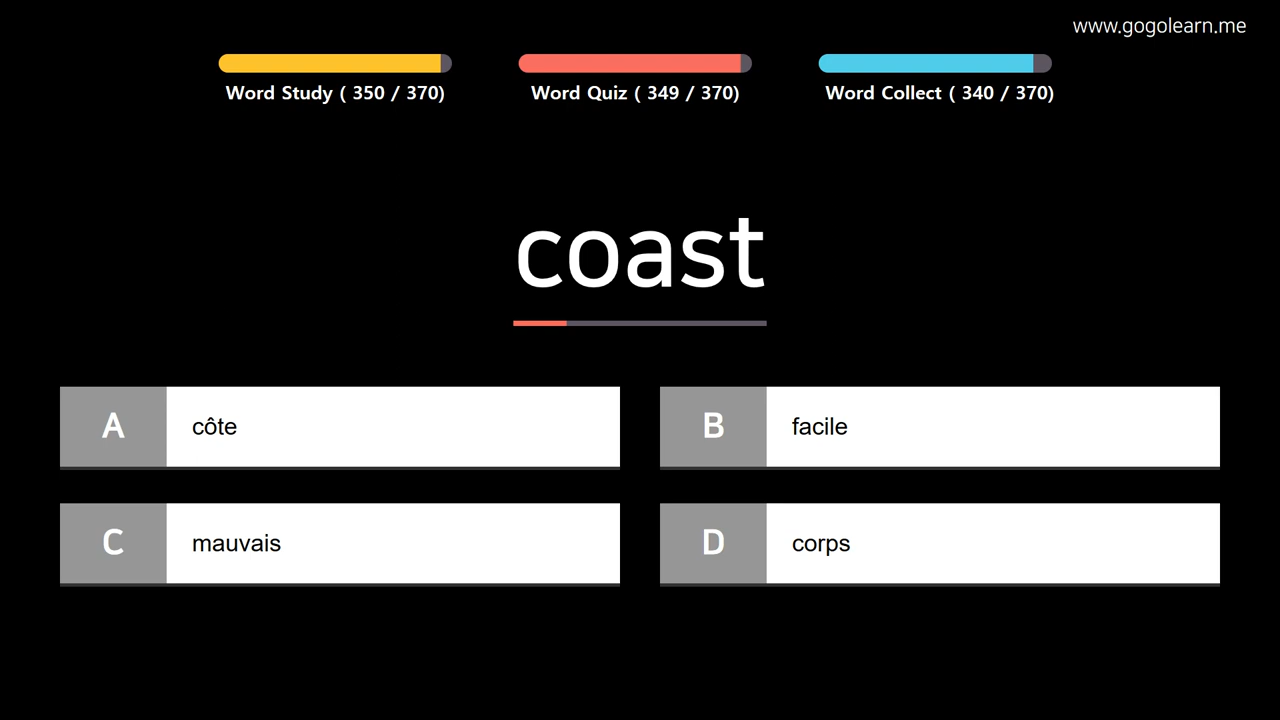 www.gogolearn.me
Word Study ( 350 / 370)
Word Quiz ( 349 / 370)
Word Collect ( 340 / 370)
coast
A
côte
B
facile
C
mauvais
D
corps